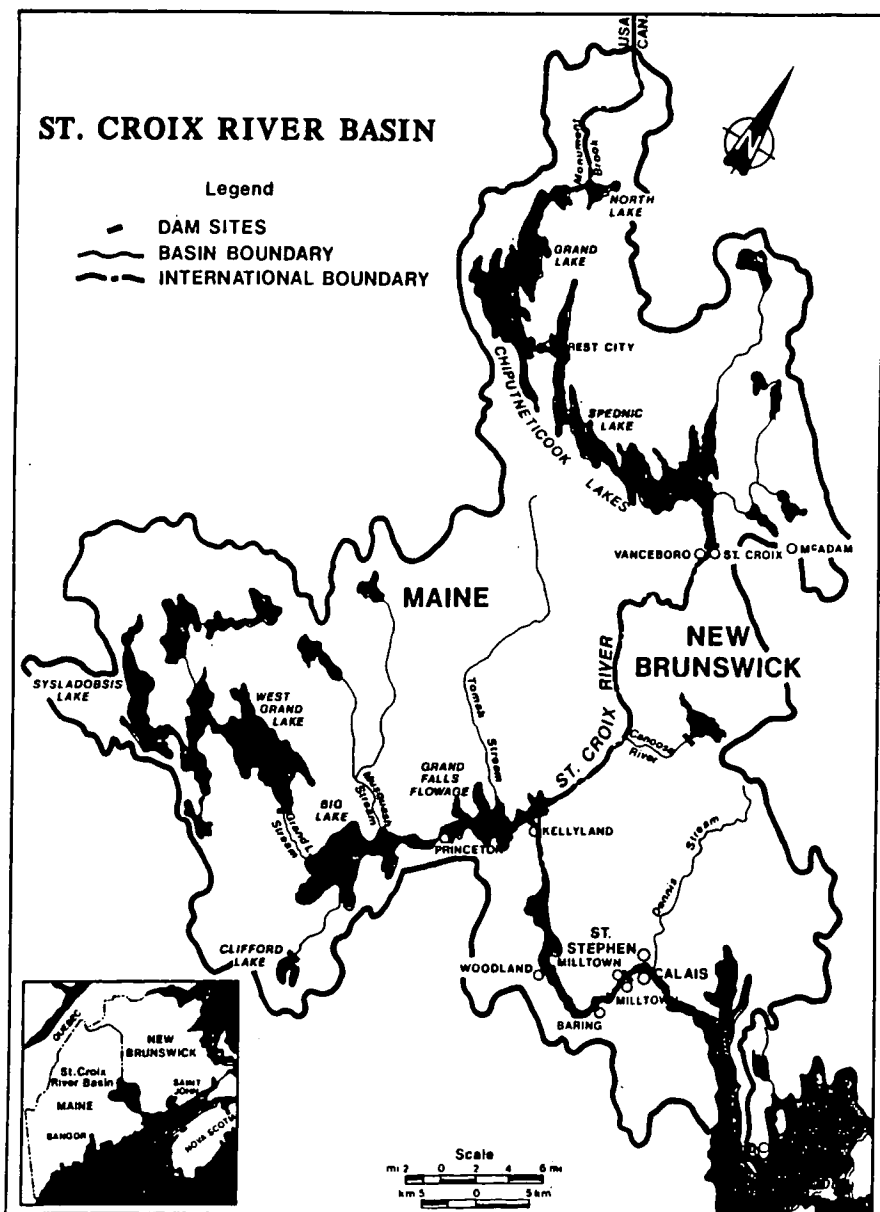 USA
CAN.
ST. CROIX RIVER BASIN
Legend
DAM SITES
BASIN BOUNDARY
INTERNATIONAL BOUNDARY
N
Monument
Brook
NORTH
LAKE
GRAND
LAKE
REST CITY
CHIPUTNETICOOK
LAKES
SPEDNIC
LAKE
VANCEBORO
ST. CROIX
McADAM
MAINE
NEW
BRUNSWICK
SYSLADOBSIS
LAKE
WEST
GRAND
LAKE
Tomah
Stream
ST. CROIX RIVER
Canoose
River
GRAND
FALLS
FLOWAGE
Musquash
Stream
BIG
LAKE
Grand L.
Stream
PRINCETON
KELLYLAND
Dennis Stream
CLIFFORD
LAKE
ST.
STEPHEN
WOODLAND
MILLTOWN
CALAIS
MILLTOWN
BARING
QUEBEC
NEW
BRUNSWICK
St. Croix
River Basin
SAINT
JOHN
MAINE
BANGOR
NOVA SCOTIA
Scale
mi 2 0 2 4 6 mi
km 5 0 5 km